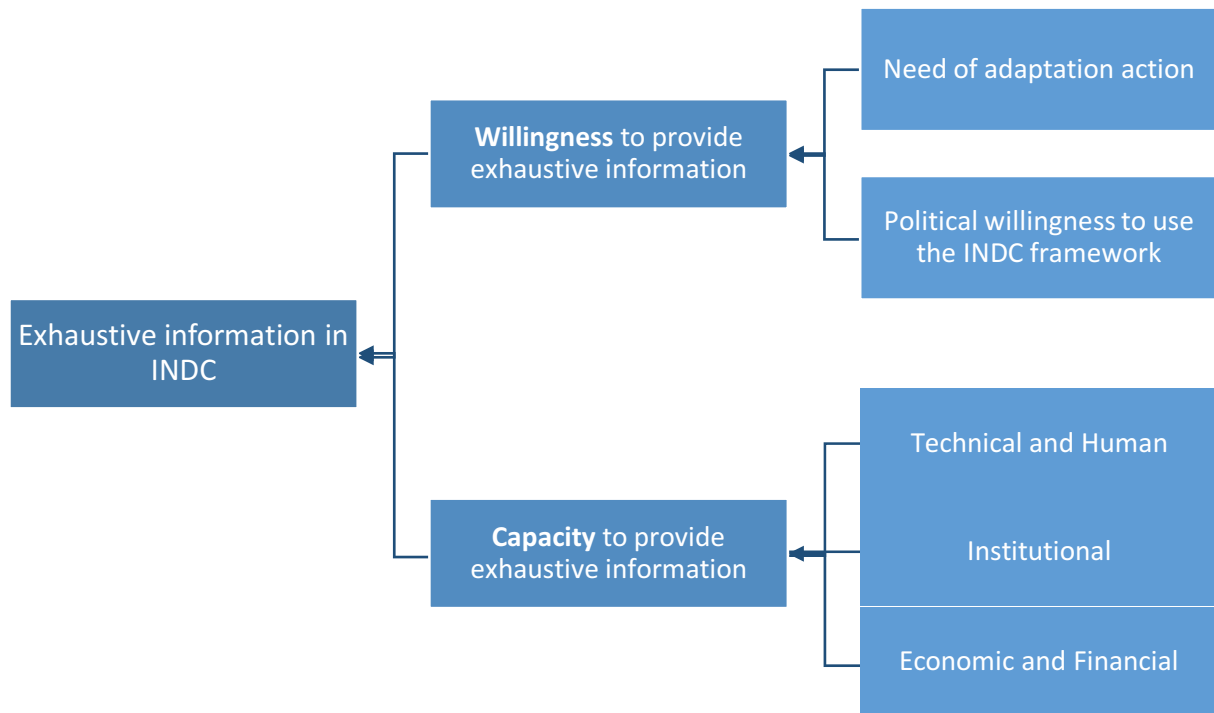 Need of adaptation action
Willingness to provide
exhaustive information
Political willingness to use
the INDC framework
Exhaustive information in
INDC
Technical and Human
Capacity to provide
exhaustive information
Institutional
Economic and Financial